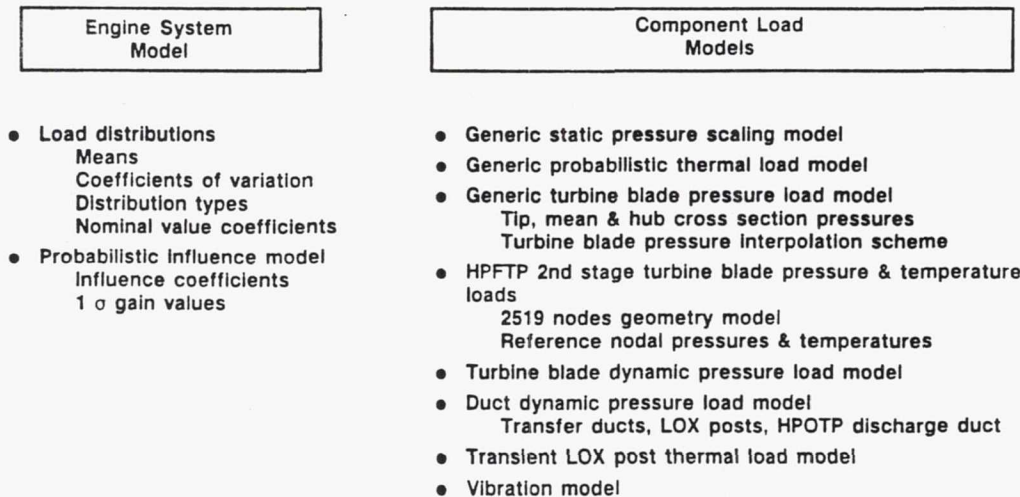 Engine System
Model
Component Load
Models
● Load distributions
Means
Coefficients of variation
Distribution types
Nominal value coefficients
● Probabilistic influence model
Influence coefficients
1 σ gain values
● Generic static pressure scaling model
● Generic probabilistic thermal load model
● Generic turbine blade pressure load model
Tip, mean & hub cross section pressures
Turbine blade pressure interpolation scheme
● HPFTP 2nd stage turbine blade pressure & temperature
loads
2519 nodes geometry model
Reference nodal pressures & temperatures
● Turbine blade dynamic pressure load model
● Duct dynamic pressure load model
Transfer ducts, LOX posts, HPOTP discharge duct
● Transient LOX post thermal load model
● Vibration model